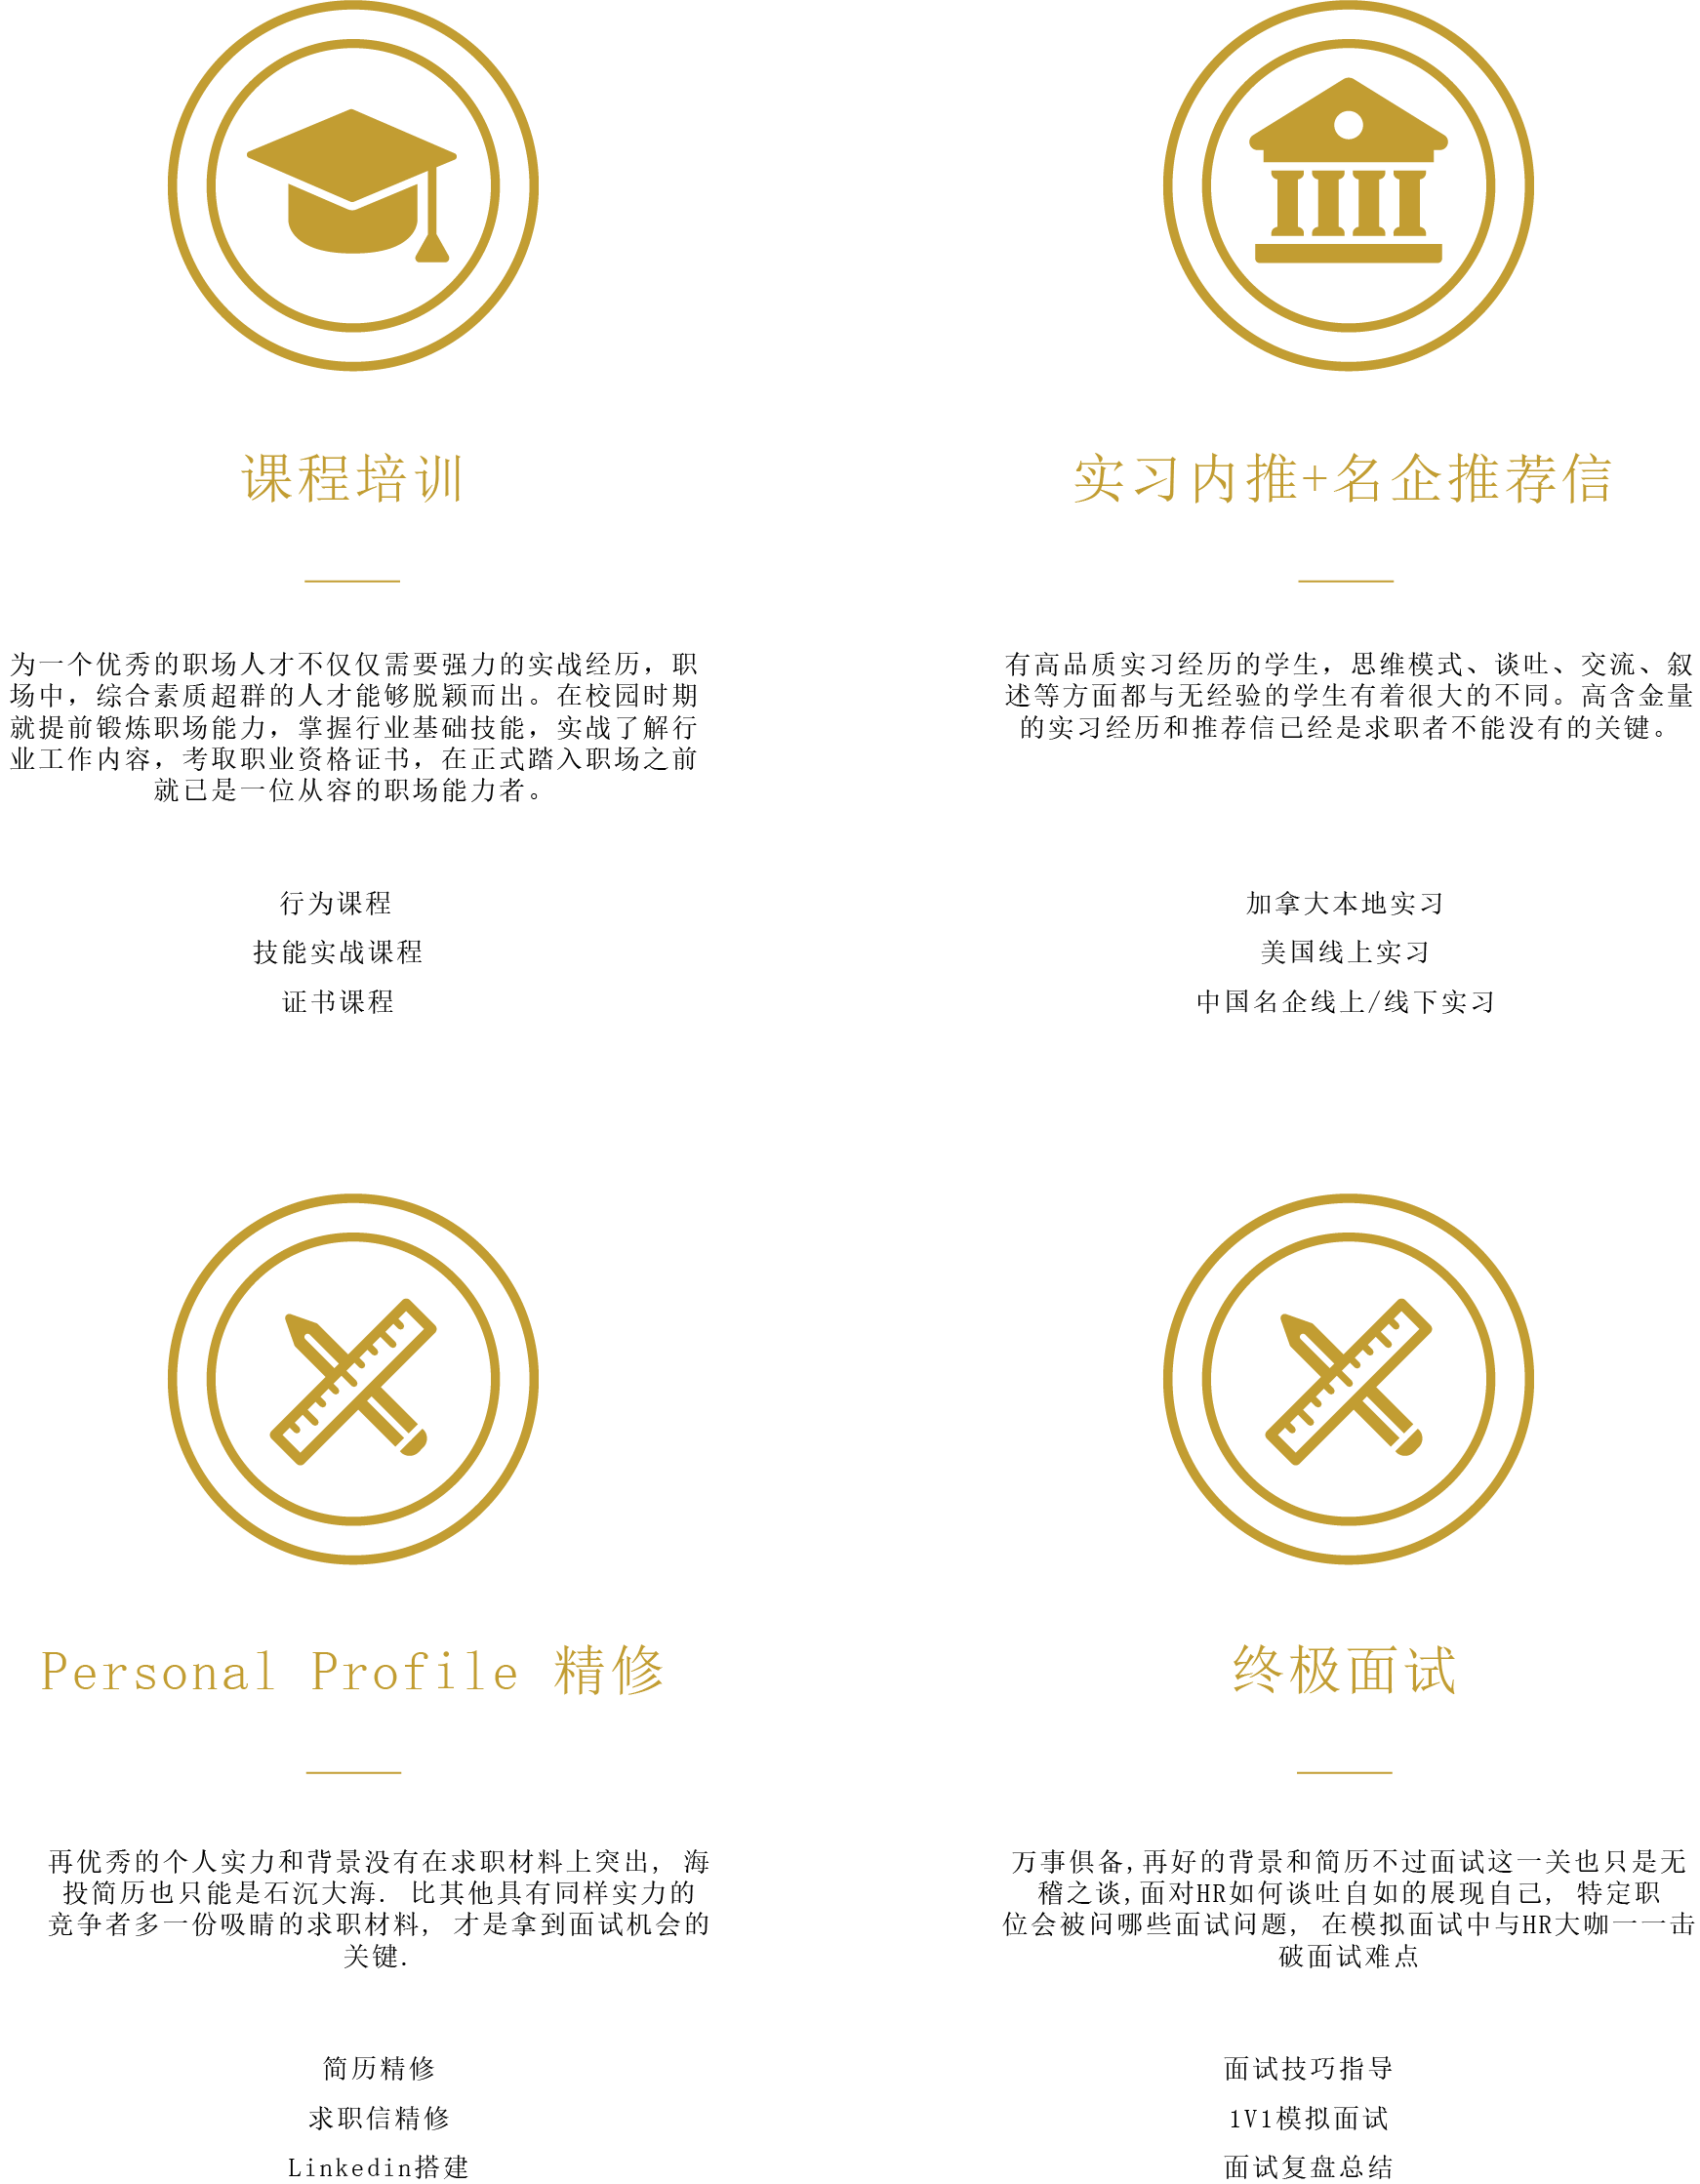 课程培训
为一个优秀的职场人才不仅仅需要强力的实战经历，职
场中，综合素质超群的人才能够脱颖而出。在校园时期
就提前锻炼职场能力，掌握行业基础技能，实战了解行
业工作内容，考取职业资格证书，在正式踏入职场之前
就已是一位从容的职场能力者。
行为课程
技能实战课程
证书课程
实习内推+名企推荐信
有高品质实习经历的学生，思维模式、谈吐、交流、叙
述等方面都与无经验的学生有着很大的不同。高含金量
的实习经历和推荐信已经是求职者不能没有的关键。
加拿大本地实习
美国线上实习
中国名企线上/线下实习
Personal Profile 精修
再优秀的个人实力和背景没有在求职材料上突出, 海
投简历也只能是石沉大海. 比其他具有同样实力的
竞争者多一份吸睛的求职材料, 才是拿到面试机会的
关键.
简历精修
求职信精修
Linkedin搭建
终极面试
万事俱备,再好的背景和简历不过面试这一关也只是无
稽之谈,面对HR如何谈吐自如的展现自己, 特定职
位会被问哪些面试问题, 在模拟面试中与HR大咖一一击
破面试难点
面试技巧指导
1V1模拟面试
面试复盘总结